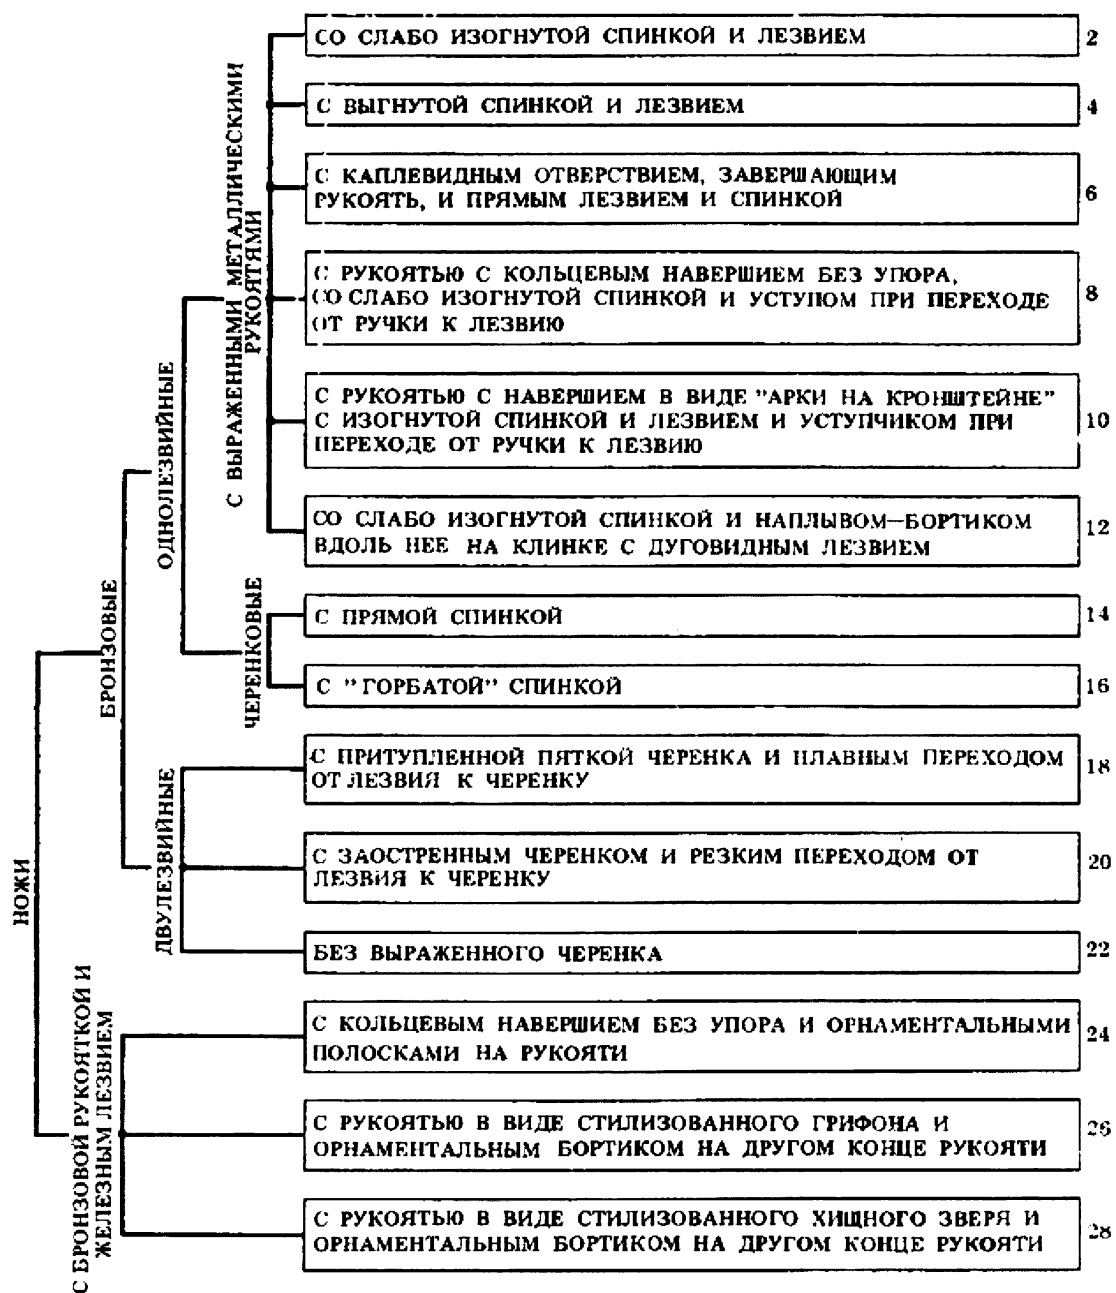 НОЖИ
БРОНЗОВЫЕ
ОДНОЛЕЗВИЙНЫЕ
С ВЫРАЖЕННЫМИ МЕТАЛЛИЧЕСКИМИ
РУКОЯТЯМИ
СО СЛАБО ИЗОГНУТОЙ СПИНКОЙ И ЛЕЗВИЕМ 2
С ВЫГНУТОЙ СПИНКОЙ И ЛЕЗВИЕМ 4
С КАПЛЕВИДНЫМ ОТВЕРСТВИЕМ, ЗАВЕРШАЮЩИМ
РУКОЯТЬ, И ПРЯМЫМ ЛЕЗВИЕМ И СПИНКОЙ 6
С РУКОЯТЬЮ С КОЛЬЦЕВЫМ НАВЕРШИЕМ БЕЗ УПОРА,
СО СЛАБО ИЗОГНУТОЙ СПИНКОЙ И УСТУПОМ ПРИ ПЕРЕХОДЕ 8
ОТ РУЧКИ К ЛЕЗВИЮ
С РУКОЯТЬЮ С НАВЕРШИЕМ В ВИДЕ "АРКИ НА КРОНШТЕЙНЕ"
С ИЗОГНУТОЙ СПИНКОЙ И ЛЕЗВИЕМ И УСТУПЧИКОМ ПРИ 10
ПЕРЕХОДЕ ОТ РУЧКИ К ЛЕЗВИЮ
СО СЛАБО ИЗОГНУТОЙ СПИНКОЙ И НАПЛЫВОМ—БОРТИКОМ 12
ВДОЛЬ НЕЕ НА КЛИНКЕ С ДУГОВИДНЫМ ЛЕЗВИЕМ
ЧЕРЕНКОВЫЕ
С ПРЯМОЙ СПИНКОЙ 14
С "ГОРБАТОЙ" СПИНКОЙ 16
ДВУЛЕЗВИЙНЫЕ
С ПРИТУПЛЕННОЙ ПЯТКОЙ ЧЕРЕНКА И ПЛАВНЫМ ПЕРЕХОДОМ 18
ОТ ЛЕЗВИЯ К ЧЕРЕНКУ
С ЗАОСТРЕННЫМ ЧЕРЕНКОМ И РЕЗКИМ ПЕРЕХОДОМ ОТ 20
ЛЕЗВИЯ К ЧЕРЕНКУ
БЕЗ ВЫРАЖЕННОГО ЧЕРЕНКА 22
С БРОНЗОВОЙ РУКОЯТКОЙ И
ЖЕЛЕЗНЫМ ЛЕЗВИЕМ
С КОЛЬЦЕВЫМ НАВЕРШИЕМ БЕЗ УПОРА И ОРНАМЕНТАЛЬНЫМИ 24
ПОЛОСКАМИ НА РУКОЯТИ
С РУКОЯТЬЮ В ВИДЕ СТИЛИЗОВАННОГО ГРИФОНА И 26
ОРНАМЕНТАЛЬНЫМ БОРТИКОМ НА ДРУГОМ КОНЦЕ РУКОЯТИ
С РУКОЯТЬЮ В ВИДЕ СТИЛИЗОВАННОГО ХИЩНОГО ЗВЕРЯ И 28
ОРНАМЕНТАЛЬНЫМ БОРТИКОМ НА ДРУГОМ КОНЦЕ РУКОЯТИ